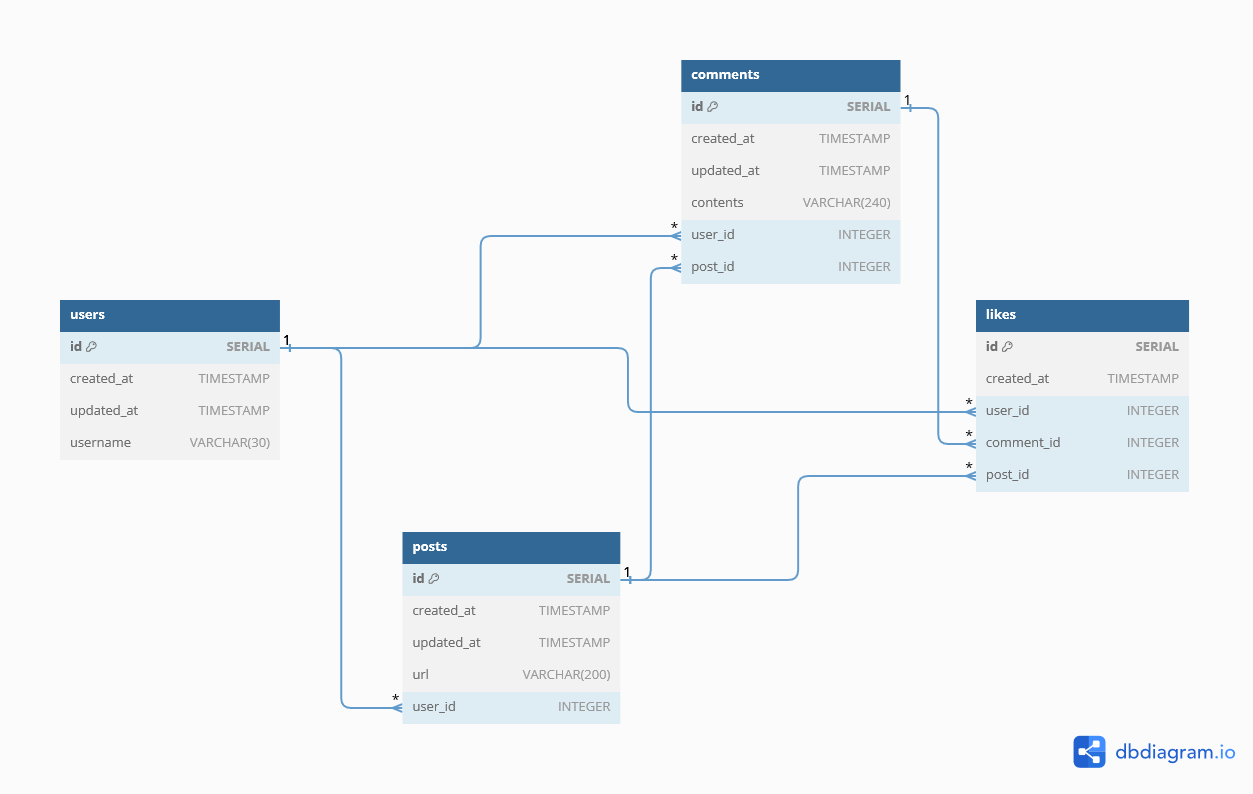 comments
id SERIAL
created_at TIMESTAMP
updated_at TIMESTAMP
contents VARCHAR(240)
* user_id INTEGER
* post_id INTEGER
1
users
id SERIAL
created_at TIMESTAMP
updated_at TIMESTAMP
username VARCHAR(30)
1
likes
id SERIAL
created_at TIMESTAMP
* user_id INTEGER
* comment_id INTEGER
* post_id INTEGER
posts
id SERIAL
created_at TIMESTAMP
updated_at TIMESTAMP
url VARCHAR(200)
* user_id INTEGER
1
dbdiagram.io